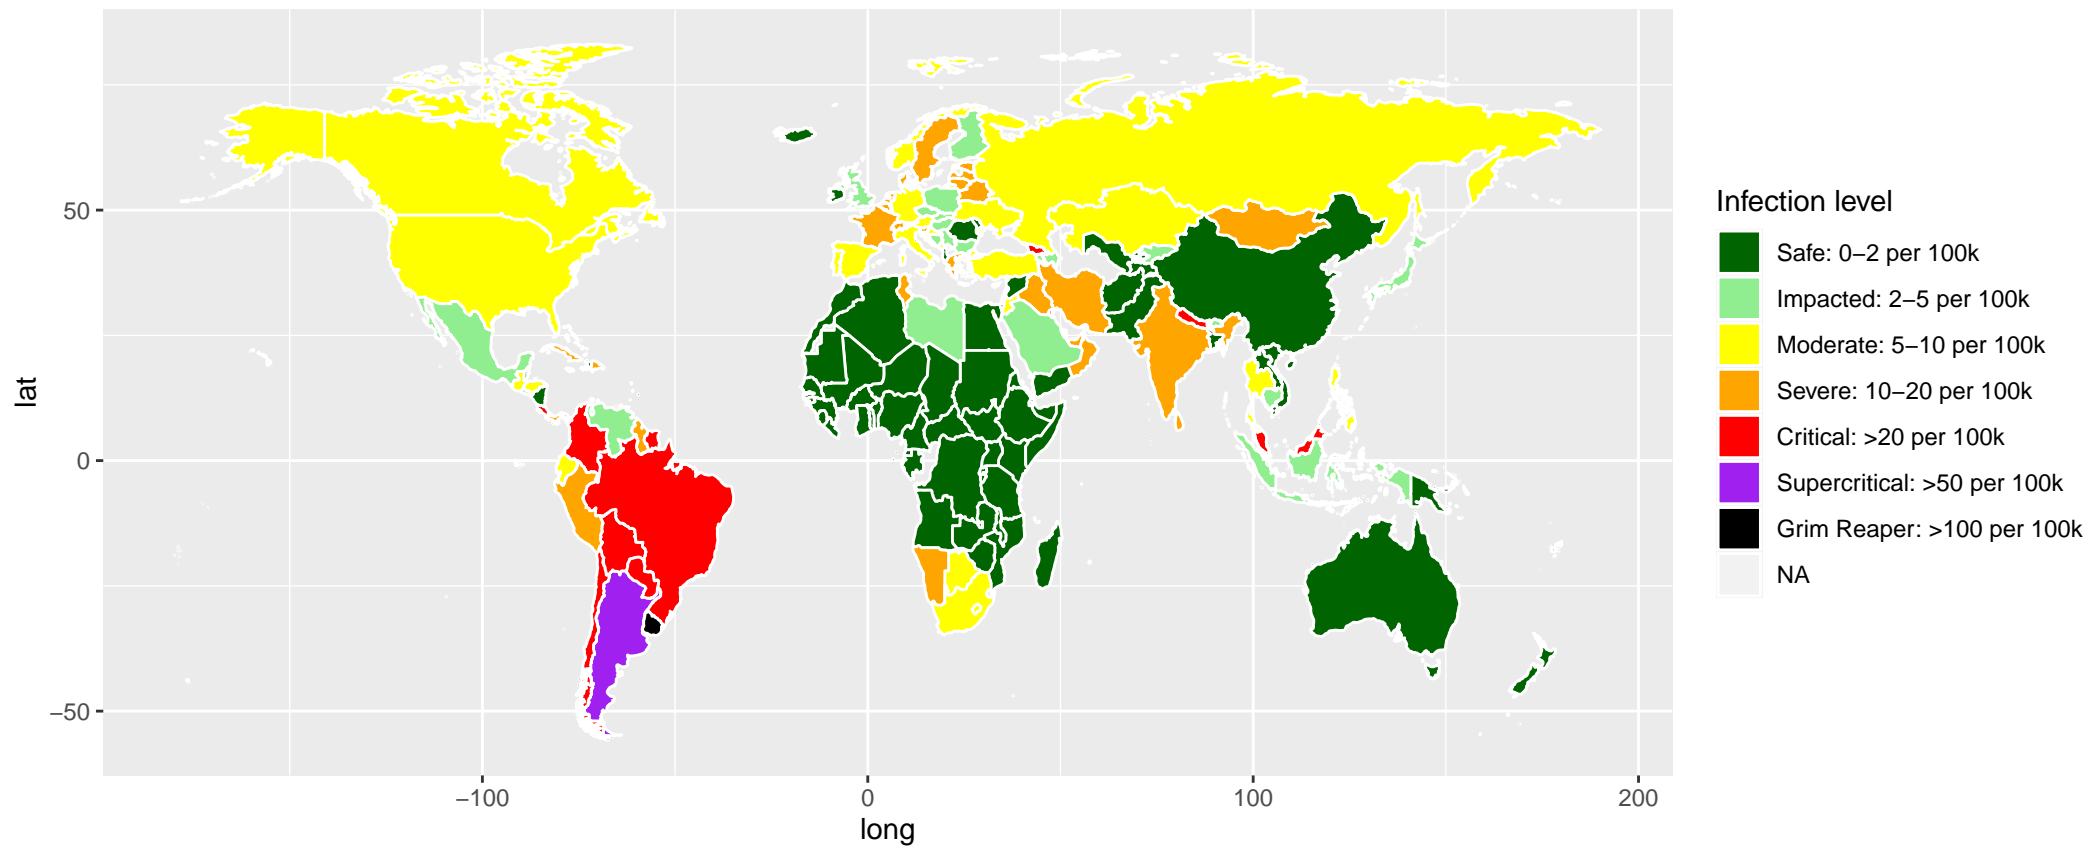 50
0
−50
lat
−100
0
100
200
long
Infection level
Safe: 0−2 per 100k
Impacted: 2−5 per 100k
Moderate: 5−10 per 100k
Severe: 10−20 per 100k
Critical: >20 per 100k
Supercritical: >50 per 100k
Grim Reaper: >100 per 100k
NA